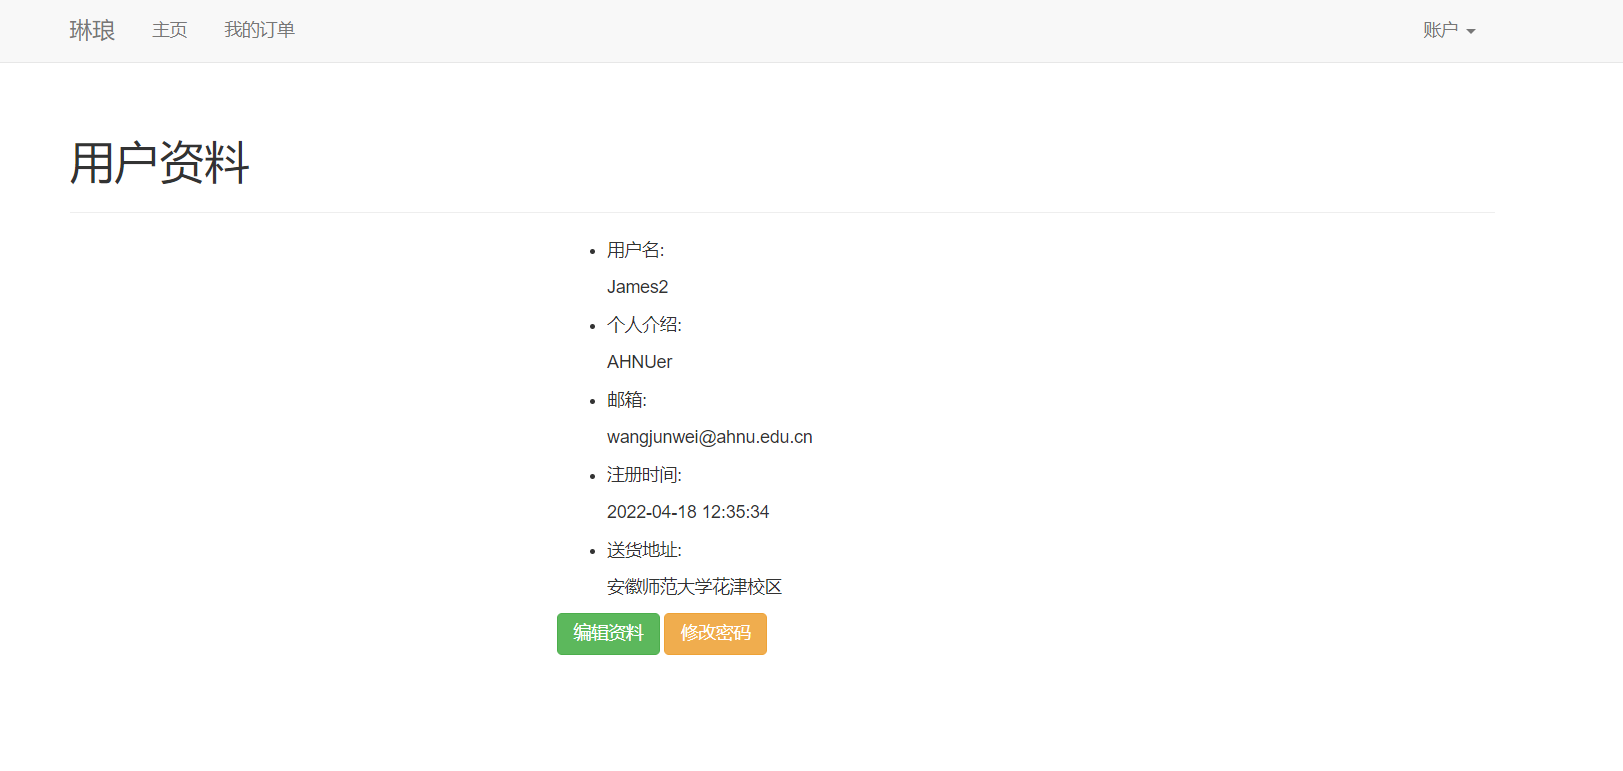 琳琅 主页 我的订单 账户
用户资料
用户名:
James2
个人介绍:
AHNUer
邮箱:
wangjunwei@ahnu.edu.cn
注册时间:
2022-04-18 12:35:34
送货地址:
安徽师范大学花津校区
编辑资料 修改密码